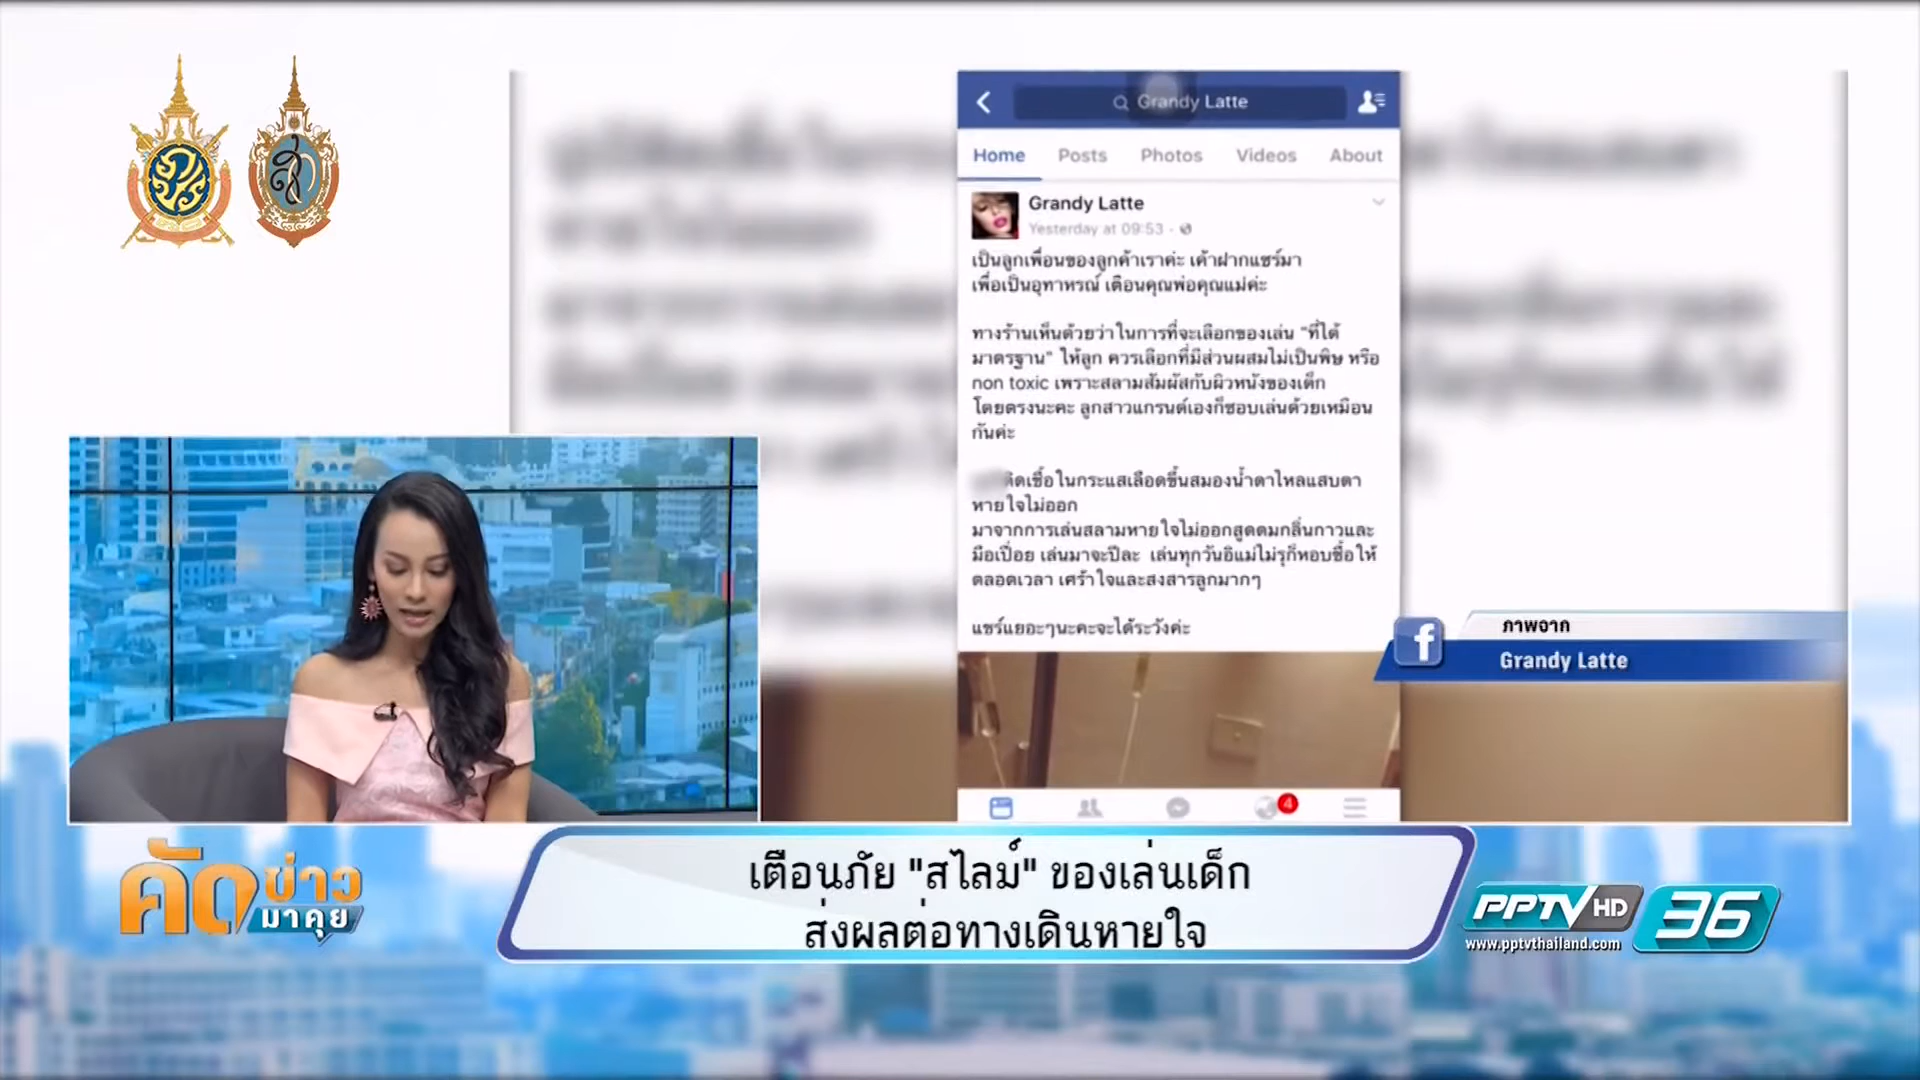 Grandy Latte
Home Posts Photos Videos About
Grandy Latte
Yesterday at 09:53
เป็นลูกเพื่อนของลูกค้าเราค่ะ เค้าฝากแชร์มา
เพื่อเป็นอุทาหรณ์ เตือนคุณพ่อคุณแม่ค่ะ
ทางร้านเห็นด้วยว่าในการที่จะเลือกของเล่น "ที่ได้
มาตรฐาน" ให้ลูก ควรเลือกที่มีส่วนผสมไม่เป็นพิษ หรือ
non toxic เพราะสลามสัมผัสกับผิวหนังของเด็ก
โดยตรงนะคะ ลูกสาวแกรนด์เองก็ชอบเล่นด้วยเหมือน
กันค่ะ
ติดเชื้อในกระแสเลือดขึ้นสมองน้ำตาไหลแสบตา
หายใจไม่ออก
มาจากการเล่นสลามหายใจไม่ออกสูดดมกลิ่นกาวและ
มือเปื่อย เล่นมาจะปีละ เล่นทุกวันอิแม่ไม่รุก็หอบซื้อให้
ตลอดเวลา เศร้าใจและสงสารลูกมากๆ
แชร์แยอะๆนะคะจะได้ระวังค่ะ
ภาพจาก
Grandy Latte
4
คัดข่าว
มาคุย
เตือนภัย "สไลม์" ของเล่นเด็ก
ส่งผลต่อทางเดินหายใจ
PPTV HD 36
www.pptvthailand.com